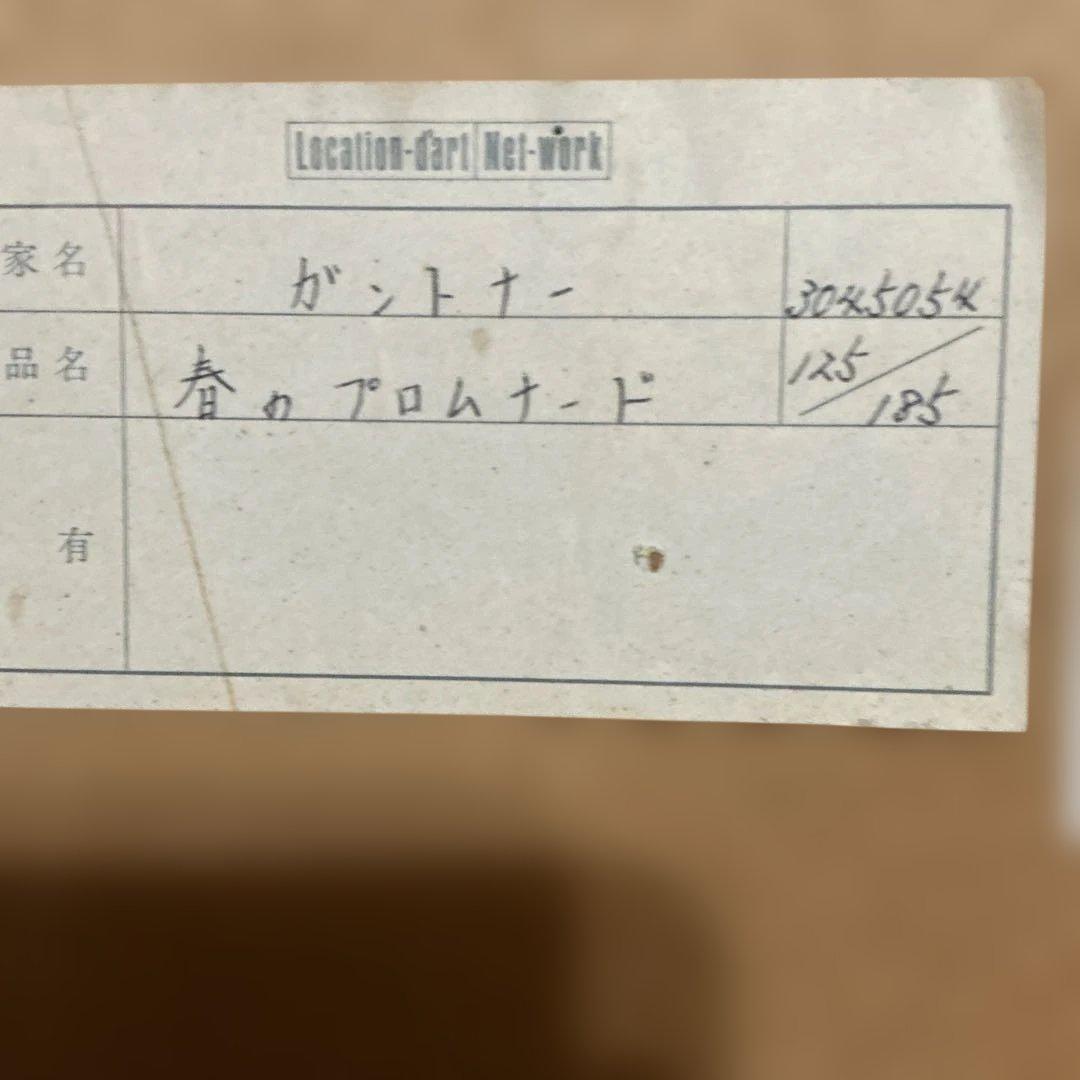 Location-d'art Net-work
家名 ガントナー
品名 春のプロムナード 125/185
有